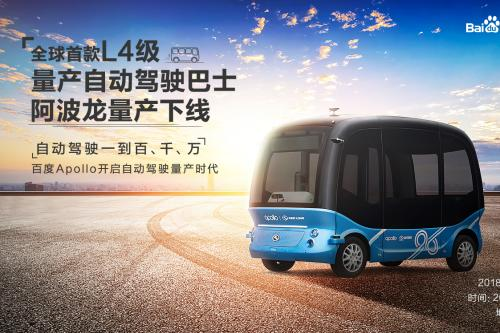 Bai
「全球首款L4级
量产自动驾驶巴士
阿波龙量产下线
自动驾驶一到百、千、万」
百度Apollo开启自动驾驶量产时代
apollo
apollo
2018
时间: 20